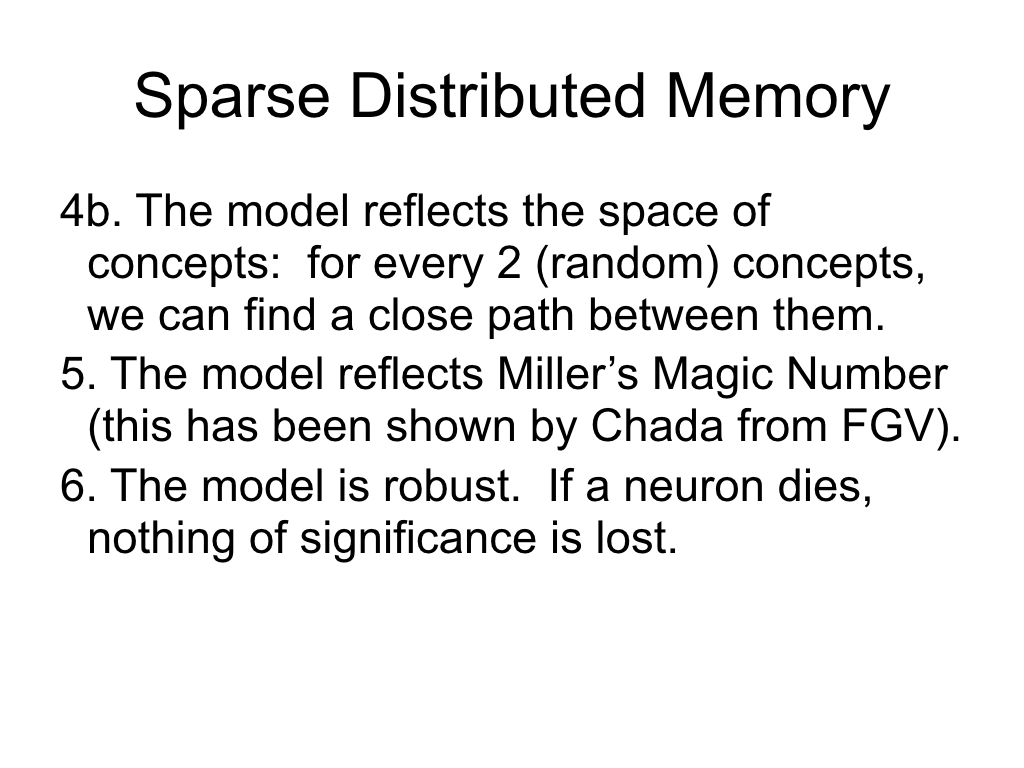 Sparse Distributed Memory
4b. The model reflects the space of
concepts:  for every 2 (random) concepts,
we can find a close path between them.
5. The model reflects Miller’s Magic Number
(this has been shown by Chada from FGV).
6. The model is robust.  If a neuron dies,
nothing of significance is lost.